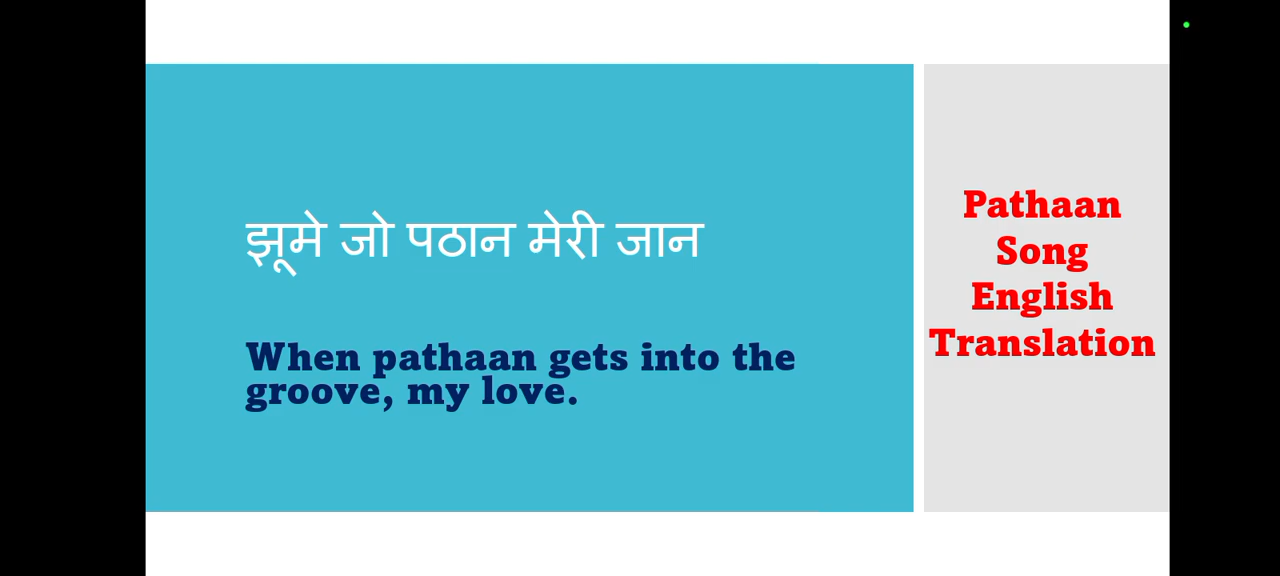 झूमे जो पठान मेरी जान
When pathaan gets into the
groove, my love.
Pathaan
Song
English
Translation